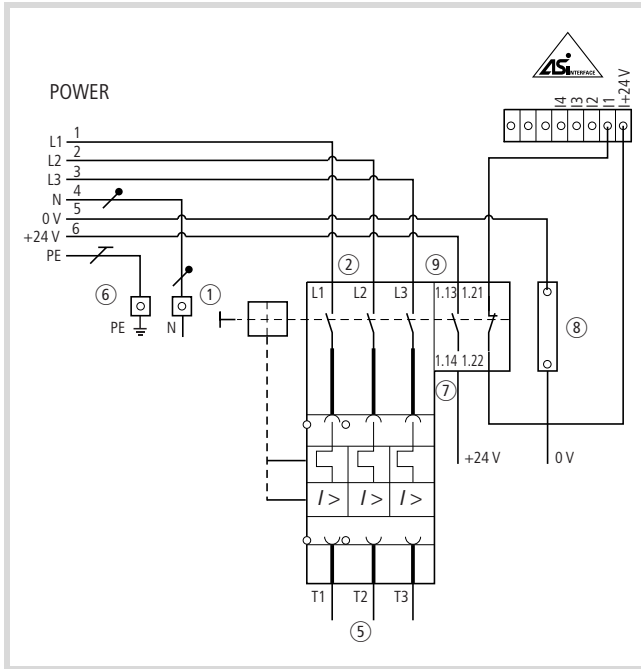 ASi
INTERFACE
POWER
I4 I3 I2 I1 I+24 V
L1 1
L2 2
L3 3
N 4
0 V 5
+24 V 6
PE
⑥ ① ② ⑨
L1 L2 L3 1.13 1.21
PE N
⑧
1.14 1.22
⑦
+24 V 0 V
I > I > I >
T1 T2 T3
⑤